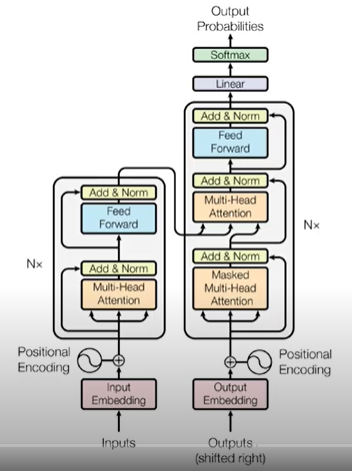 Output
Probabilities
Softmax
Linear
Add & Norm
Feed
Forward
Add & Norm
Multi-Head
Attention
Nx
Add & Norm
Masked
Multi-Head
Attention
Add & Norm
Feed
Forward
Nx
Add & Norm
Multi-Head
Attention
Positional
Encoding
Positional
Encoding
Input
Embedding
Output
Embedding
Inputs
Outputs
(shifted right)